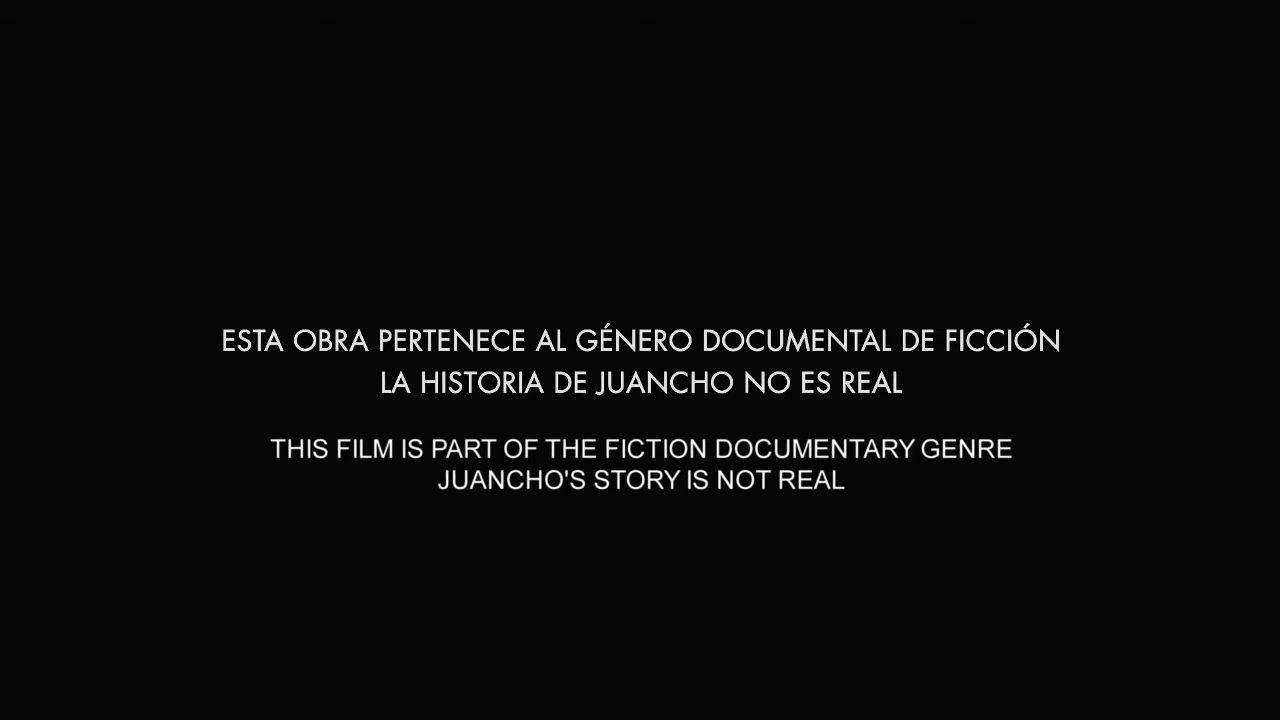 ESTA OBRA PERTENECE AL GÉNERO DOCUMENTAL DE FICCIÓN
LA HISTORIA DE JUANCHO NO ES REAL
THIS FILM IS PART OF THE FICTION DOCUMENTARY GENRE
JUANCHO'S STORY IS NOT REAL